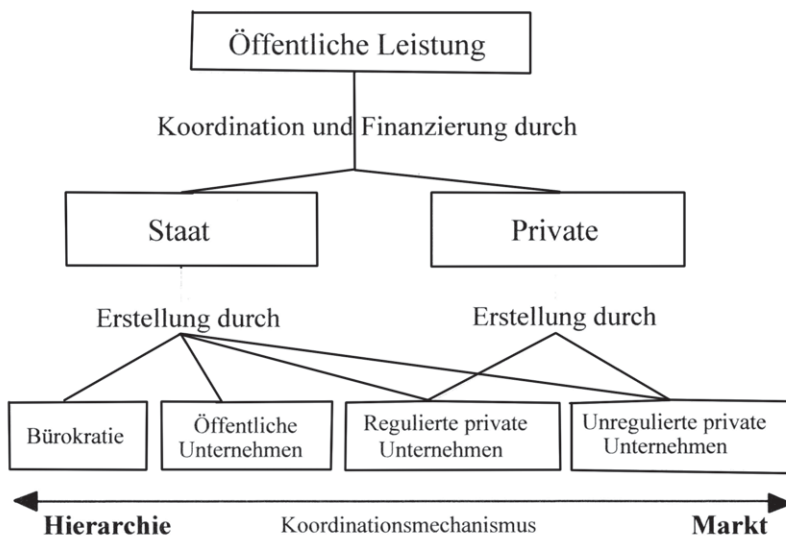 Öffentliche Leistung
Koordination und Finanzierung durch
Staat
Private
Erstellung durch
Erstellung durch
Bürokratie
Öffentliche
Unternehmen
Regulierte private
Unternehmen
Unregulierte private
Unternehmen
Hierarchie
Koordinationsmechanismus
Markt